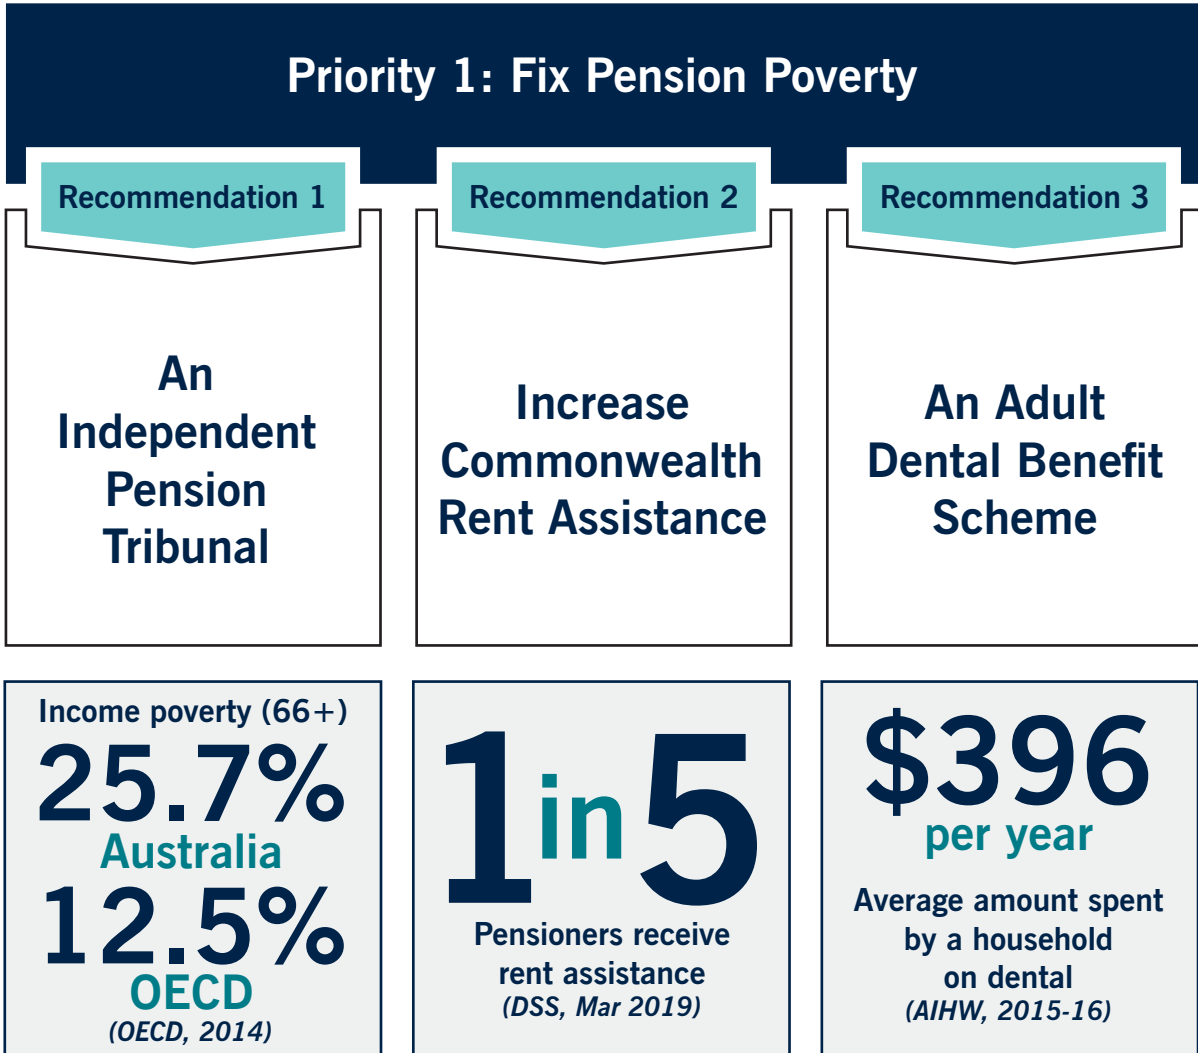 Priority 1: Fix Pension Poverty
Recommendation 1
An
Independent
Pension
Tribunal
Income poverty (66+)
25.7%
Australia
12.5%
OECD
(OECD, 2014)
Recommendation 2
Increase
Commonwealth
Rent Assistance
1 in 5
Pensioners receive
rent assistance
(DSS, Mar 2019)
Recommendation 3
An Adult
Dental Benefit
Scheme
$396
per year
Average amount spent
by a household
on dental
(AIHW, 2015-16)